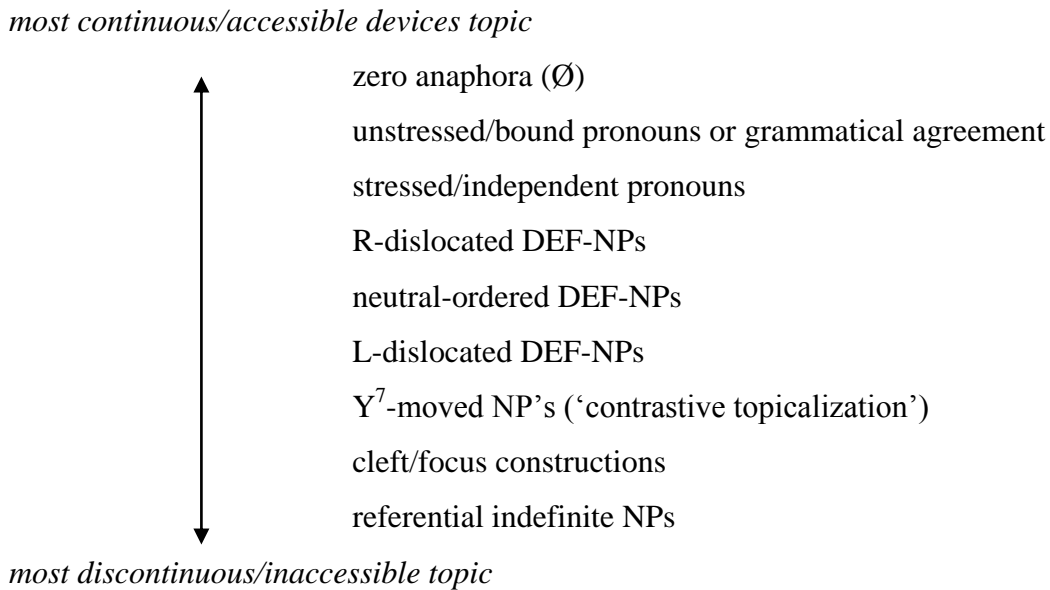 most continuous/accessible devices topic
zero anaphora (Ø)
unstressed/bound pronouns or grammatical agreement
stressed/independent pronouns
R-dislocated DEF-NPs
neutral-ordered DEF-NPs
L-dislocated DEF-NPs
Y⁷-moved NP's (‘contrastive topicalization’)
cleft/focus constructions
referential indefinite NPs
most discontinuous/inaccessible topic